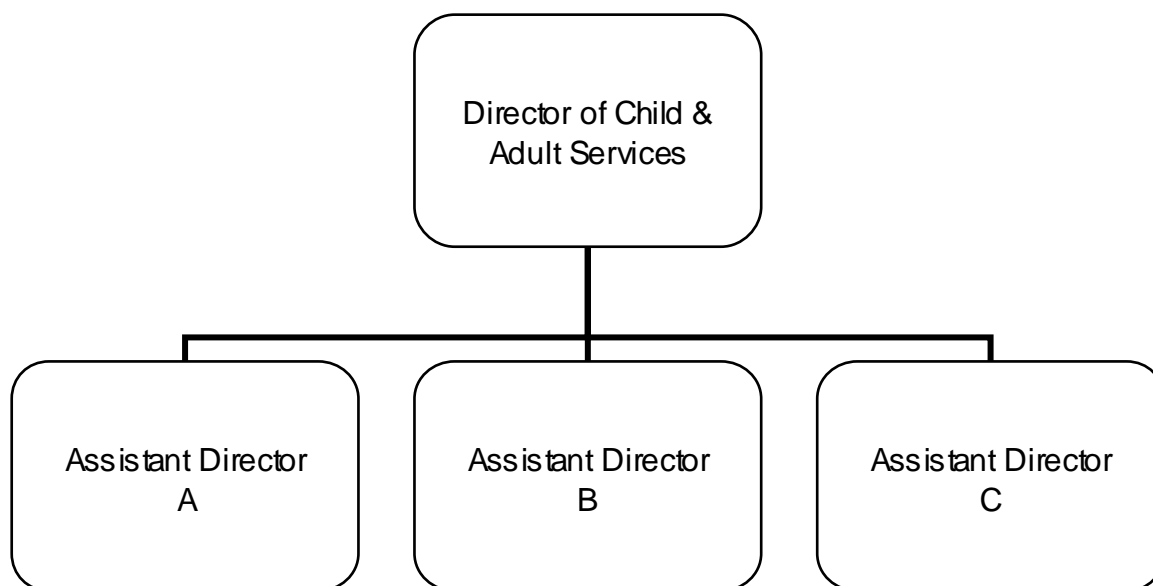 Director of Child &
Adult Services
Assistant Director
A
Assistant Director
B
Assistant Director
C